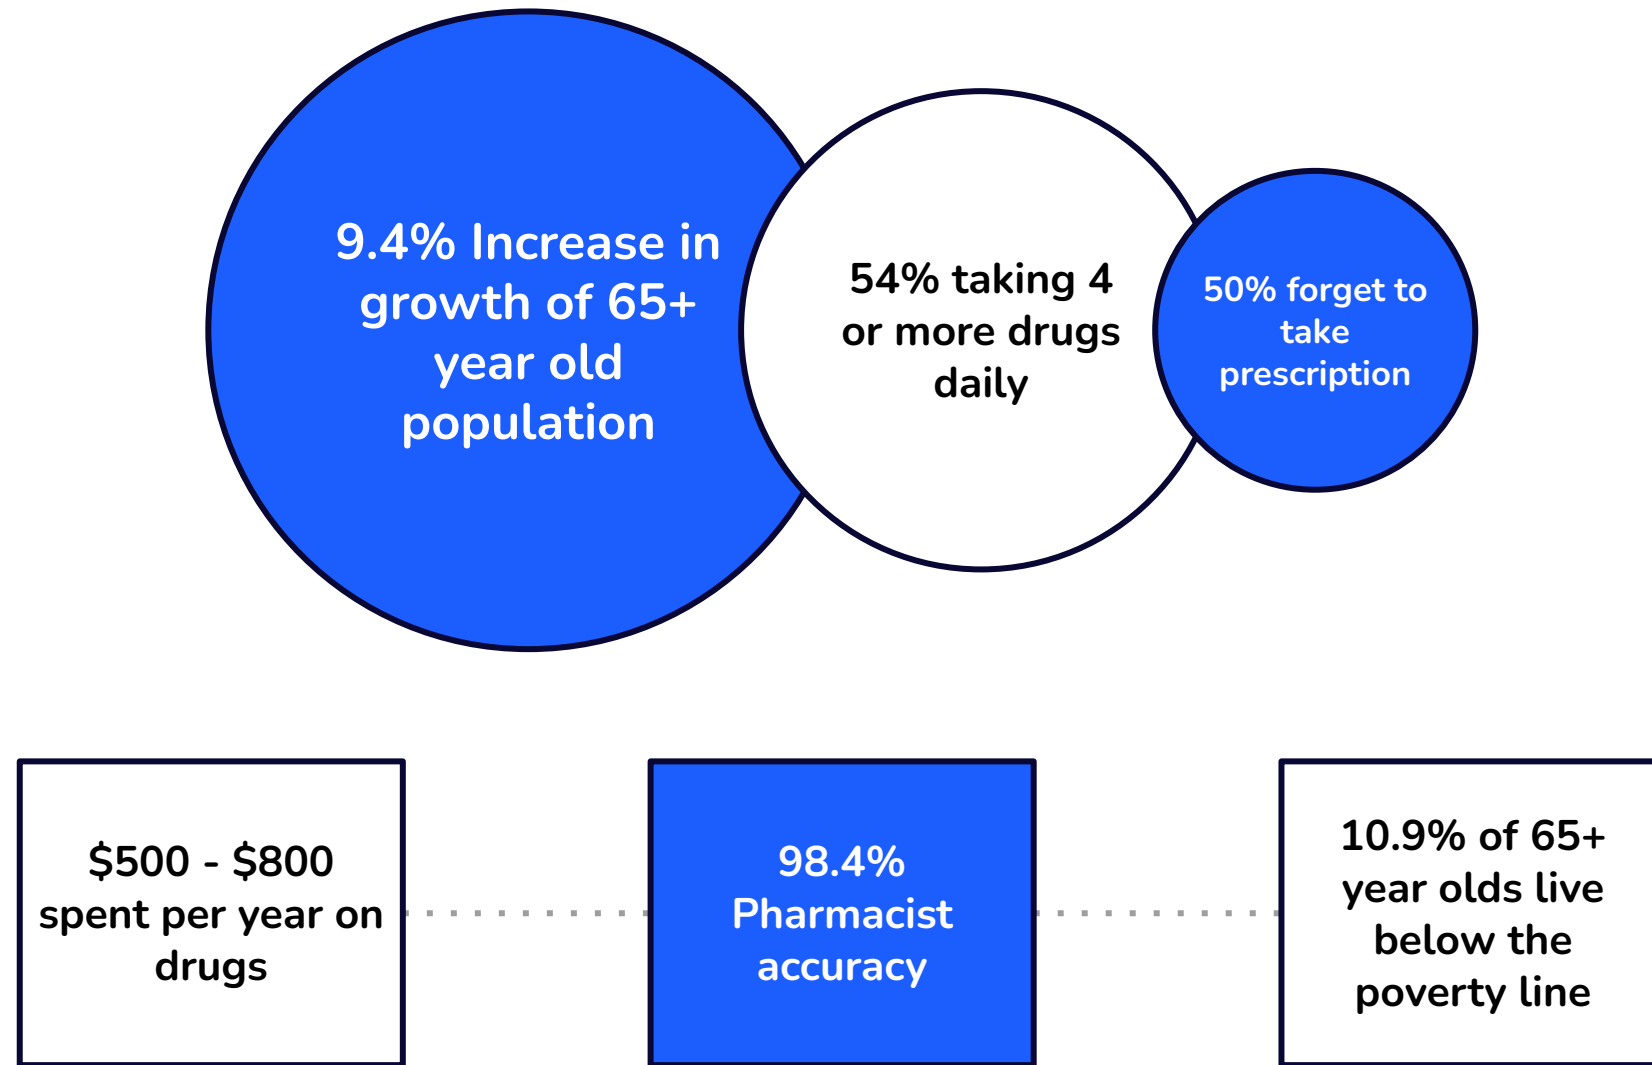 9.4% Increase in
growth of 65+
year old
population
54% taking 4
or more drugs
daily
50% forget to
take
prescription
$500 - $800
spent per year on
drugs
98.4%
Pharmacist
accuracy
10.9% of 65+
year olds live
below the
poverty line